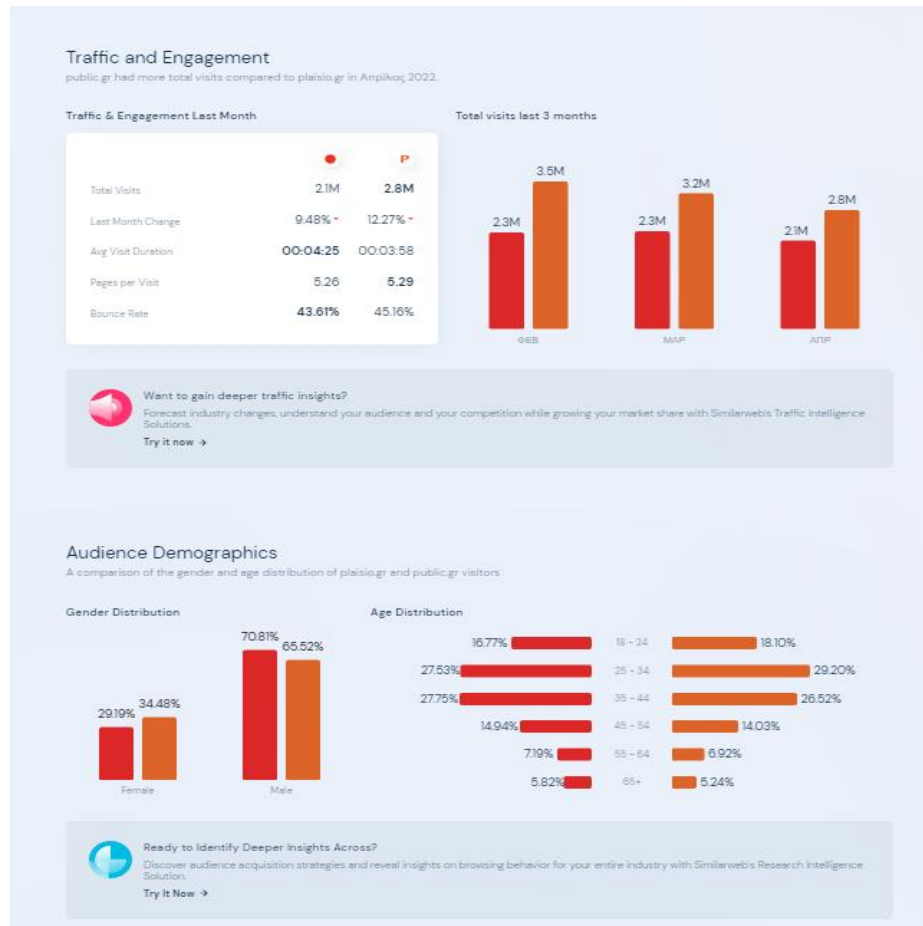 Traffic and Engagement
public.gr had more total visits compared to plaisio.gr in Απρίλιος 2022.
Traffic & Engagement Last Month
Total visits last 3 months
P
Total Visits 2.1M 2.8M
Last Month Change 9.48% 12.27%
Avg Visit Duration 00:04:25 00:03:58
Pages per Visit 5.26 5.29
Bounce Rate 43.61% 45.16%
2.3M 3.5M 2.3M 3.2M 2.1M 2.8M
ΦΕΒ ΜΑΡ ΑΠΡ
Want to gain deeper traffic insights?
Forecast industry changes, understand your audience and your competition while growing your market share with Similarweb's Traffic Intelligence
Solutions.
Try it now →
Audience Demographics
A comparison of the gender and age distribution of plaisio.gr and public.gr visitors
Gender Distribution
29.19% 34.48% 70.81% 65.52%
Female Male
Age Distribution
16.77% 18 - 24 18.10%
27.53% 25 - 34 29.20%
27.75% 35 - 44 26.52%
14.94% 45 - 54 14.03%
7.19% 55 - 64 6.92%
5.82% 65+ 5.24%
Ready to Identify Deeper Insights Across?
Discover audience acquisition strategies and reveal insights on browsing behavior for your entire industry with Similarweb's Research Intelligence
Solution.
Try It Now →